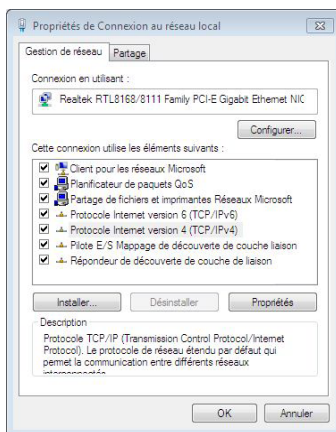 Propriétés de Connexion au réseau local
Gestion de réseau Partage
Connexion en utilisant :
Realtek RTL8168/8111 Family PCI-E Gigabit Ethernet NIC
Configurer...
Cette connexion utilise les éléments suivants :
Client pour les réseaux Microsoft
Planificateur de paquets QoS
Partage de fichiers et imprimantes Réseaux Microsoft
Protocole Internet version 6 (TCP/IPv6)
Protocole Internet version 4 (TCP/IPv4)
Pilote E/S Mappage de découverte de couche liaison
Répondeur de découverte de couche de liaison
Installer... Désinstaller Propriétés
Description
Protocole TCP/IP (Transmission Control Protocol/Internet
Protocol). Le protocole de réseau étendu par défaut qui
permet la communication entre différents réseaux
interconnectés
OK Annuler